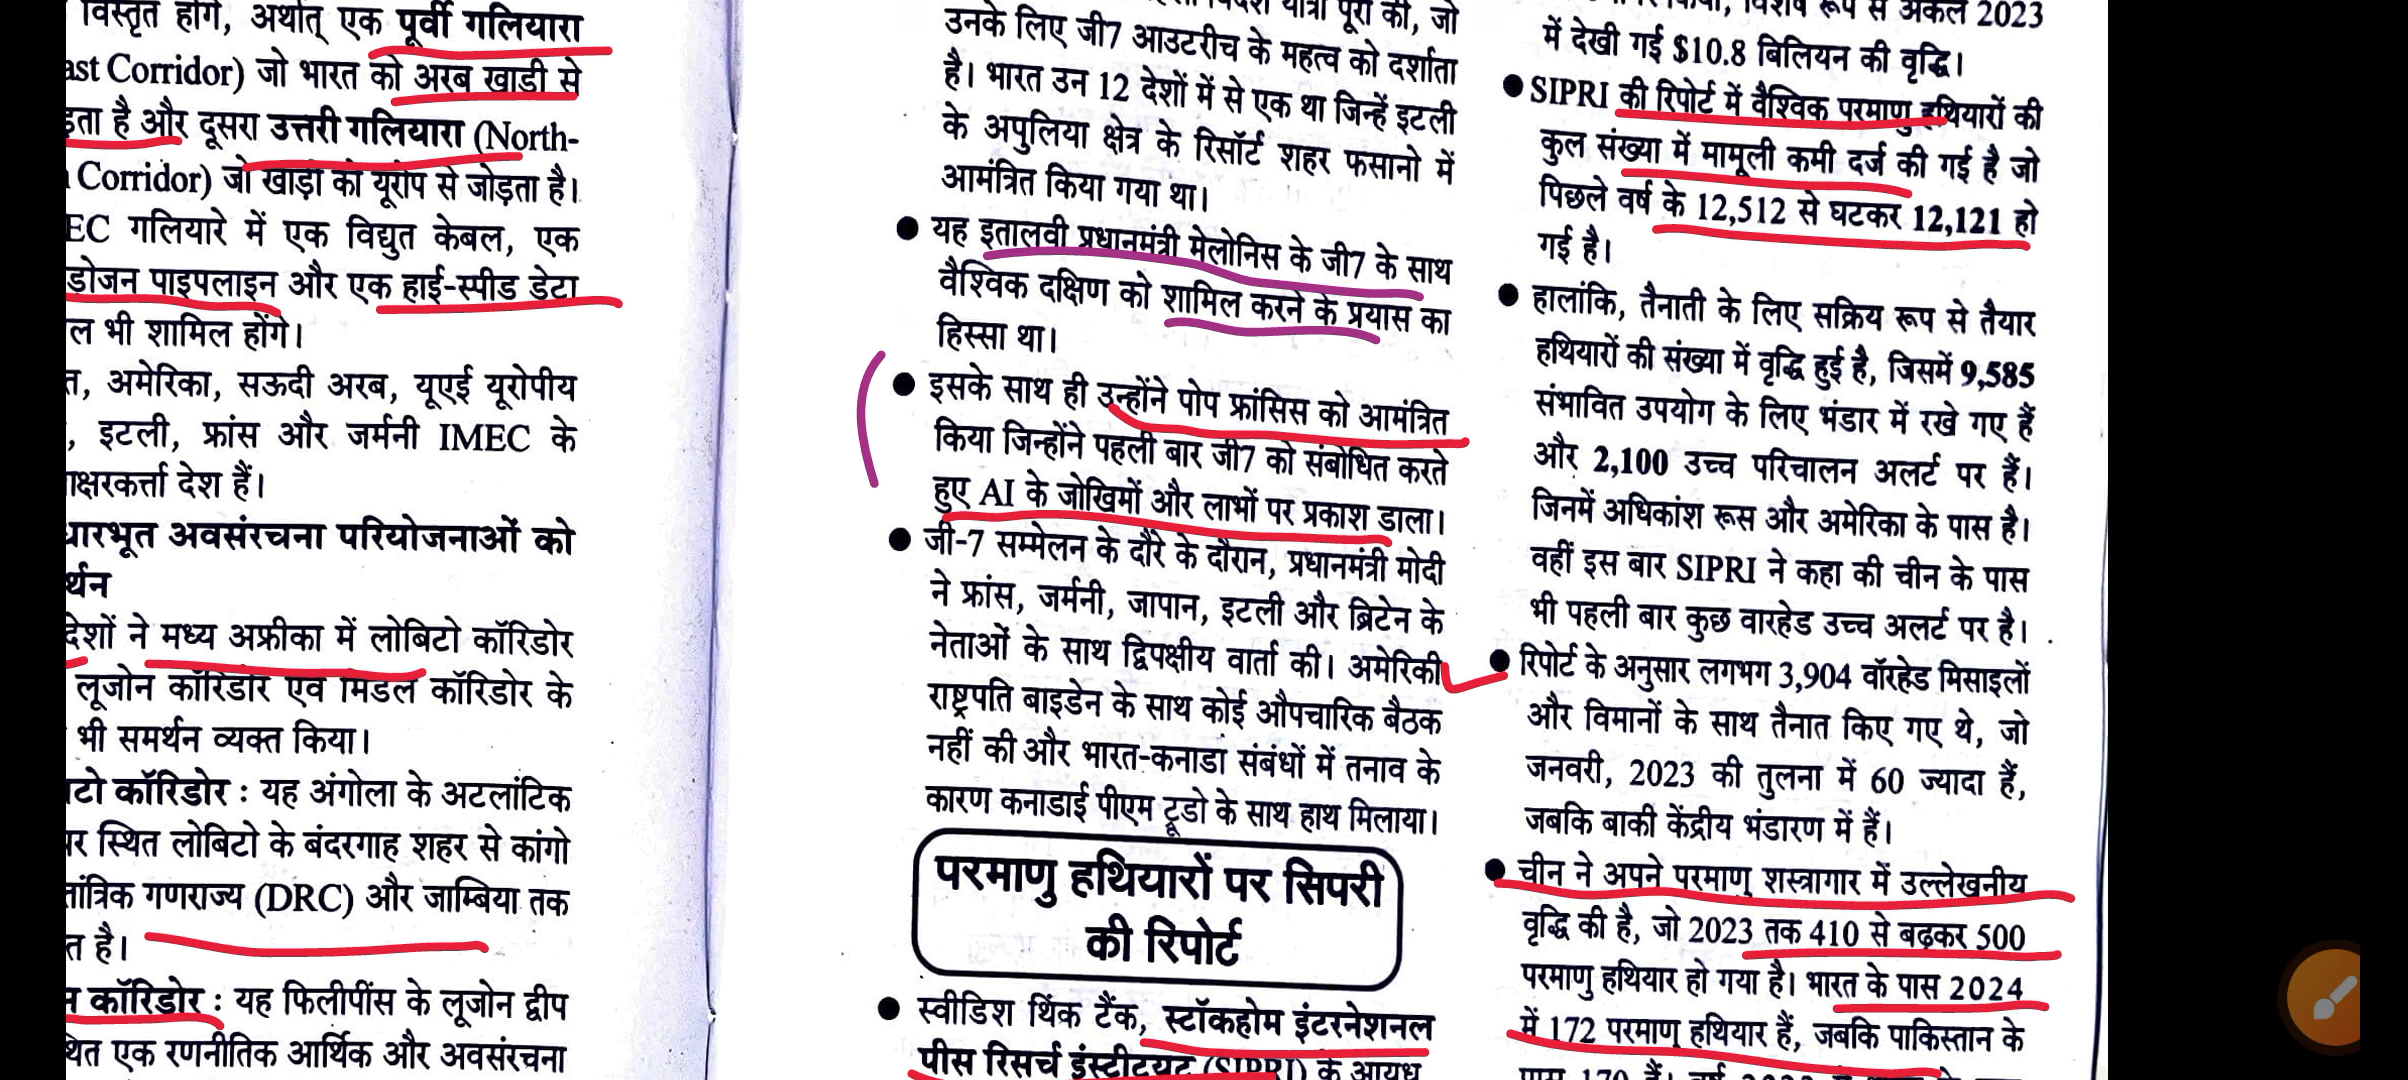 विस्तृत होंगे, अर्थात् एक पूर्वी गलियारा
ast Corridor) जो भारत को अरब खाड़ी से
ड़ता है और दूसरा उत्तरी गलियारा (North-
Corridor) जो खाड़ी को यूरोप से जोड़ता है।
EC गलियारे में एक विद्युत केबल, एक
ड्रोजन पाइपलाइन और एक हाई-स्पीड डेटा
ल भी शामिल होंगे।
त, अमेरिका, सऊदी अरब, यूएई यूरोपीय
, इटली, फ्रांस और जर्मनी IMEC के
ाक्षरकर्त्ता देश हैं।
धारभूत अवसंरचना परियोजनाओं को
र्थन
देशों ने मध्य अफ्रीका में लोबिटो कॉरिडोर
लूजोन कॉरिडोर एवं मिडल कॉरिडोर के
भी समर्थन व्यक्त किया।
टो कॉरिडोर : यह अंगोला के अटलांटिक
पर स्थित लोबिटो के बंदरगाह शहर से कांगो
तांत्रिक गणराज्य (DRC) और जाम्बिया तक
त है।
न कॉरिडोर : यह फिलीपींस के लूजोन द्वीप
थित एक रणनीतिक आर्थिक और अवसंरचना
यात्रा पूरी की, जो
उनके लिए जी7 आउटरीच के महत्व को दर्शाता
है। भारत उन 12 देशों में से एक था जिन्हें इटली
के अपुलिया क्षेत्र के रिसॉर्ट शहर फसानो में
आमंत्रित किया गया था।
● यह इतालवी प्रधानमंत्री मेलोनिस के जी7 के साथ
वैश्विक दक्षिण को शामिल करने के प्रयास का
हिस्सा था।
● इसके साथ ही उन्होंने पोप फ्रांसिस को आमंत्रित
किया जिन्होंने पहली बार जी7 को संबोधित करते
हुए AI के जोखिमों और लाभों पर प्रकाश डाला।
● जी-7 सम्मेलन के दौरे के दौरान, प्रधानमंत्री मोदी
ने फ्रांस, जर्मनी, जापान, इटली और ब्रिटेन के
नेताओं के साथ द्विपक्षीय वार्ता की। अमेरिकी
राष्ट्रपति बाइडेन के साथ कोई औपचारिक बैठक
नहीं की और भारत-कनाडा संबंधों में तनाव के
कारण कनाडाई पीएम ट्रूडो के साथ हाथ मिलाया।
परमाणु हथियारों पर सिपरी
की रिपोर्ट
● स्वीडिश थिंक टैंक, स्टॉकहोम इंटरनेशनल
पीस रिसर्च इंस्टीट्यूट (SIPRI) के आयुध
विशेष रूप से अकेले 2023
में देखी गई $10.8 बिलियन की वृद्धि।
● SIPRI की रिपोर्ट में वैश्विक परमाणु हथियारों की
कुल संख्या में मामूली कमी दर्ज की गई है जो
पिछले वर्ष के 12,512 से घटकर 12,121 हो
गई है।
● हालांकि, तैनाती के लिए सक्रिय रूप से तैयार
हथियारों की संख्या में वृद्धि हुई है, जिसमें 9,585
संभावित उपयोग के लिए भंडार में रखे गए हैं
और 2,100 उच्च परिचालन अलर्ट पर हैं।
जिनमें अधिकांश रूस और अमेरिका के पास है।
वहीं इस बार SIPRI ने कहा की चीन के पास
भी पहली बार कुछ वारहेड उच्च अलर्ट पर है।
● रिपोर्ट के अनुसार लगभग 3,904 वॉरहेड मिसाइलों
और विमानों के साथ तैनात किए गए थे, जो
जनवरी, 2023 की तुलना में 60 ज्यादा हैं,
जबकि बाकी केंद्रीय भंडारण में हैं।
● चीन ने अपने परमाणु शस्त्रागार में उल्लेखनीय
वृद्धि की है, जो 2023 तक 410 से बढ़कर 500
परमाणु हथियार हो गया है। भारत के पास 2024
में 172 परमाणु हथियार हैं, जबकि पाकिस्तान के
पास 170 हैं।